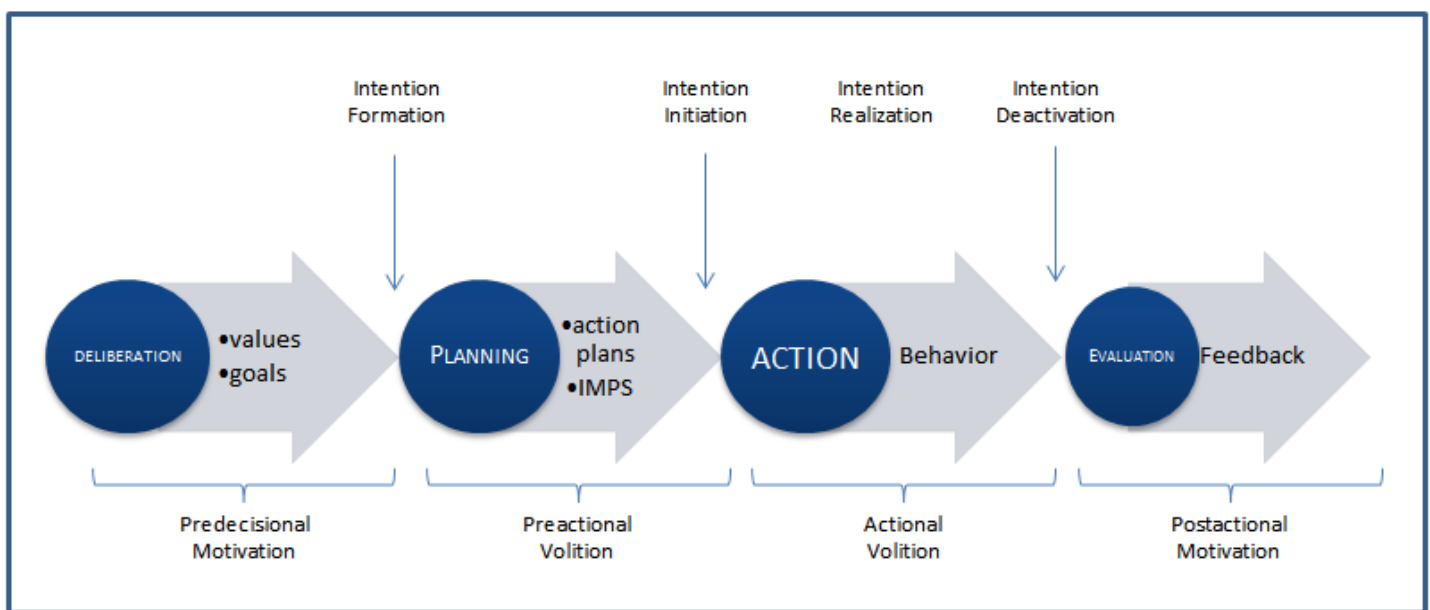 Intention
Formation
Intention
Initiation
Intention
Realization
Intention
Deactivation
DELIBERATION
•values
•goals
PLANNING
•action
plans
•IMPS
ACTION
Behavior
EVALUATION
Feedback
Predecisional
Motivation
Preactional
Volition
Actional
Volition
Postactional
Motivation